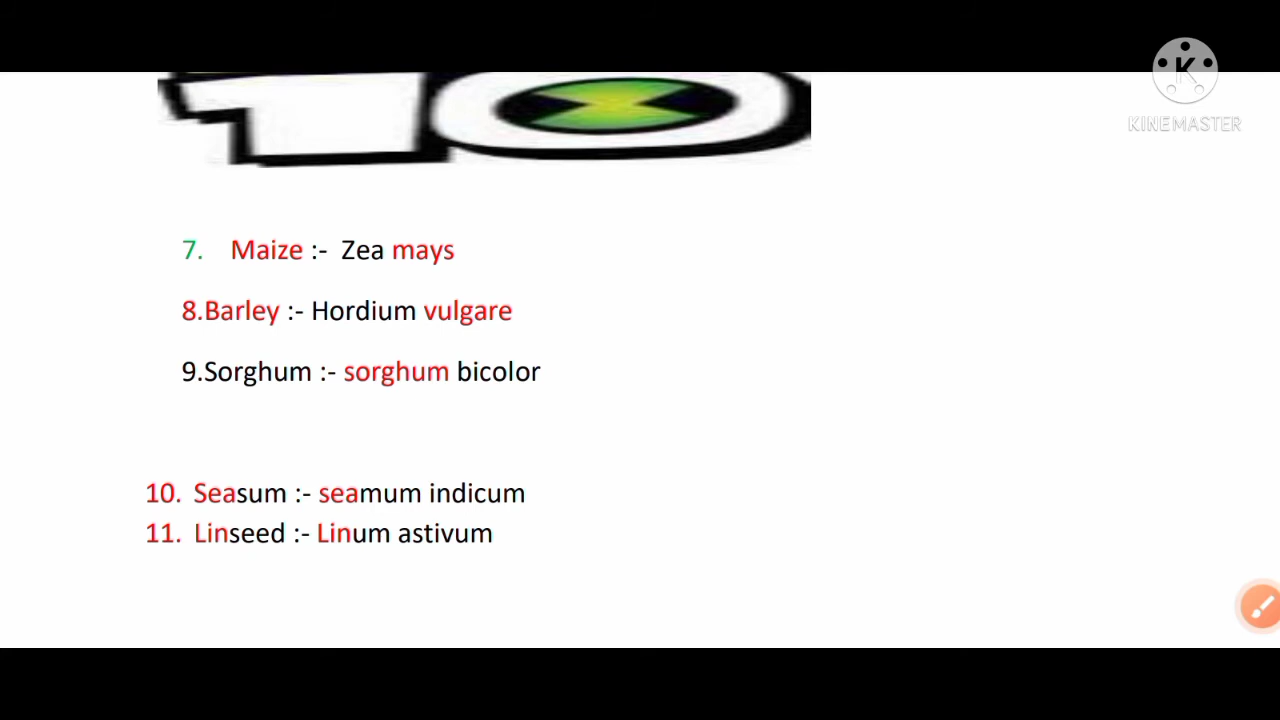 10
KINEMASTER
7. Maize :- Zea mays
8.Barley :- Hordium vulgare
9.Sorghum :- sorghum bicolor
10. Seasum :- seamum indicum
11. Linseed :- Linum astivum